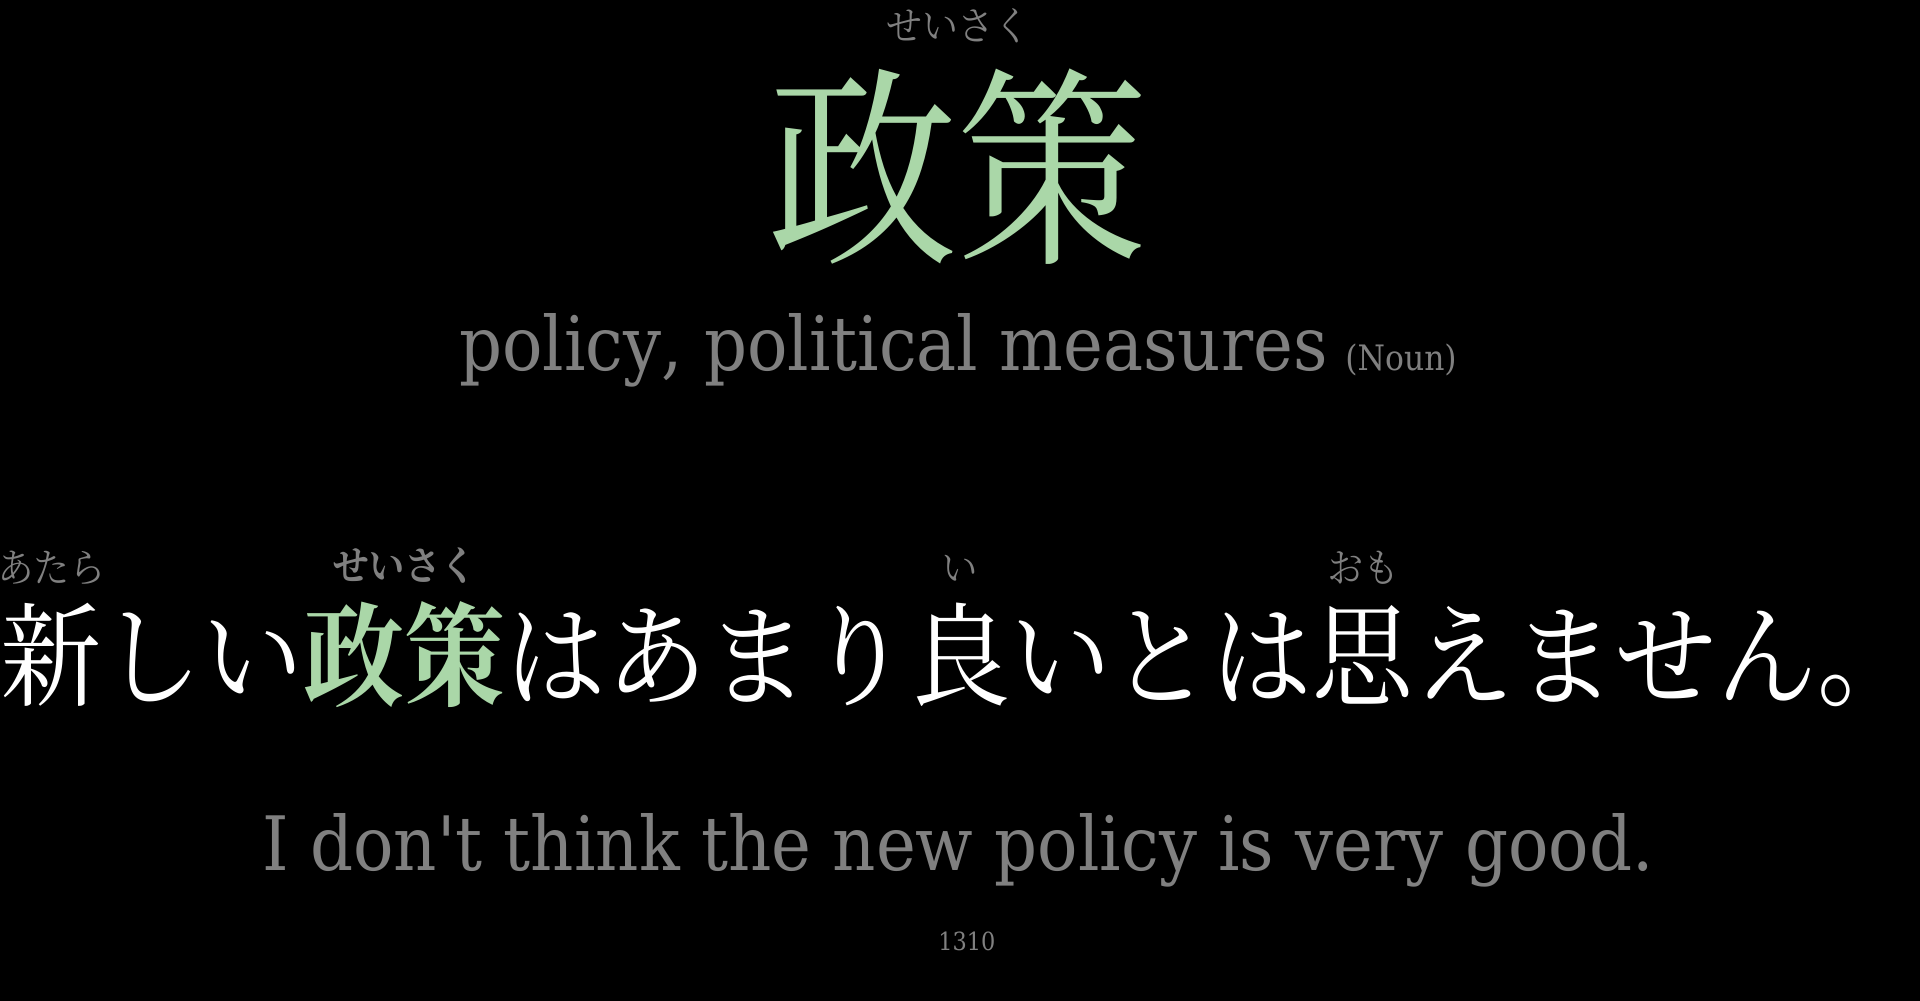 せいさく
政策
policy, political measures (Noun)
あたら せいさく い おも
新しい政策はあまり良いとは思えません。
I don't think the new policy is very good.
1310